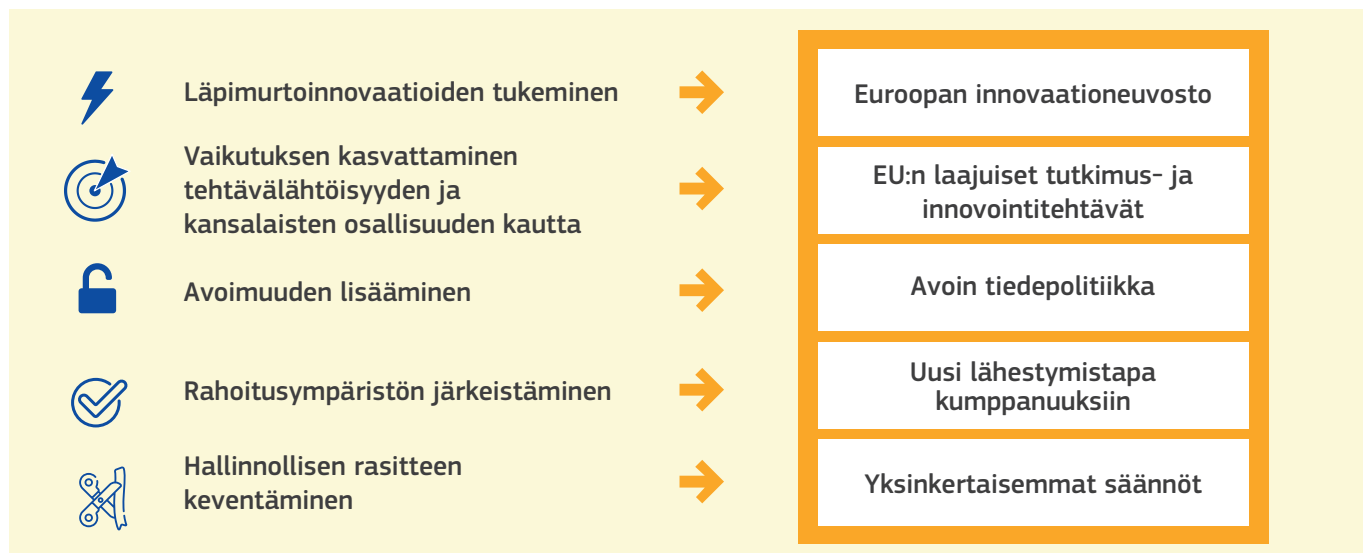 Läpimurtoinnovaatioiden tukeminen
Euroopan innovaationeuvosto
Vaikutuksen kasvattaminen
tehtävälähtöisyyden ja
kansalaisten osallisuuden kautta
EU:n laajuiset tutkimus- ja
innovointitehtävät
Avoimuuden lisääminen
Avoin tiedepolitiikka
Rahoitusympäristön järkeistäminen
Uusi lähestymistapa
kumppanuuksiin
Hallinnollisen rasitteen
keventäminen
Yksinkertaisemmat säännöt